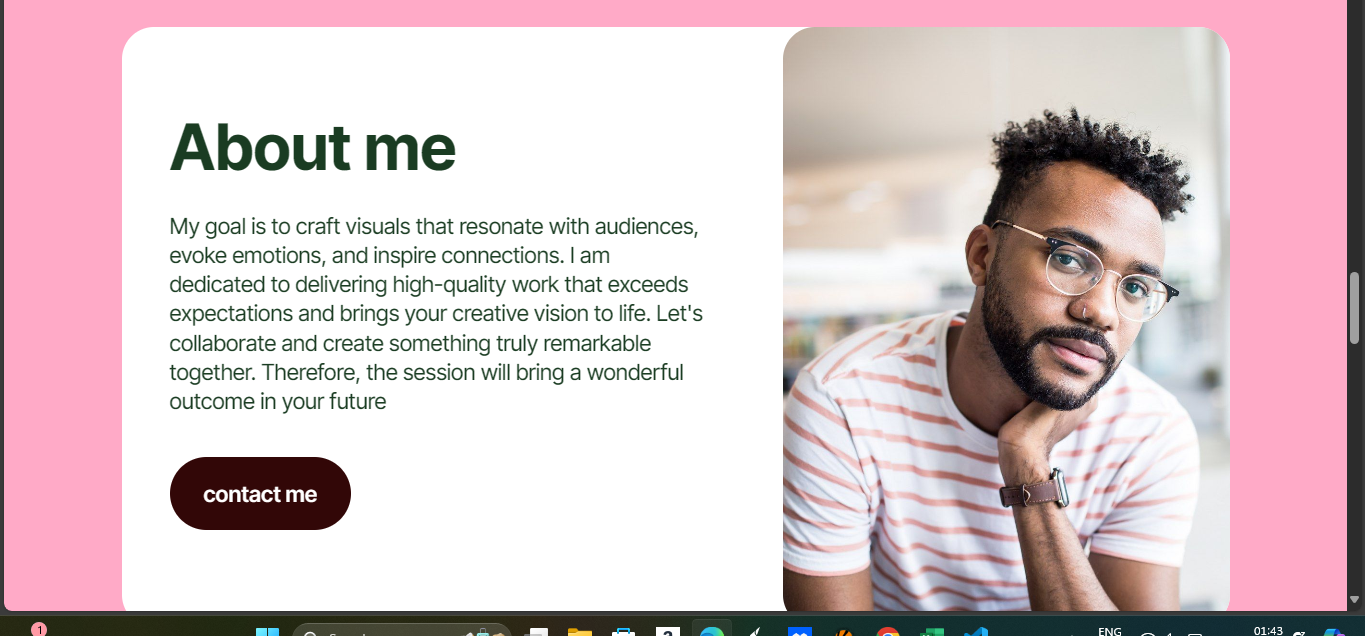 About me
My goal is to craft visuals that resonate with audiences,
evoke emotions, and inspire connections. I am
dedicated to delivering high-quality work that exceeds
expectations and brings your creative vision to life. Let's
collaborate and create something truly remarkable
together. Therefore, the session will bring a wonderful
outcome in your future
contact me
1
ENG
01:43